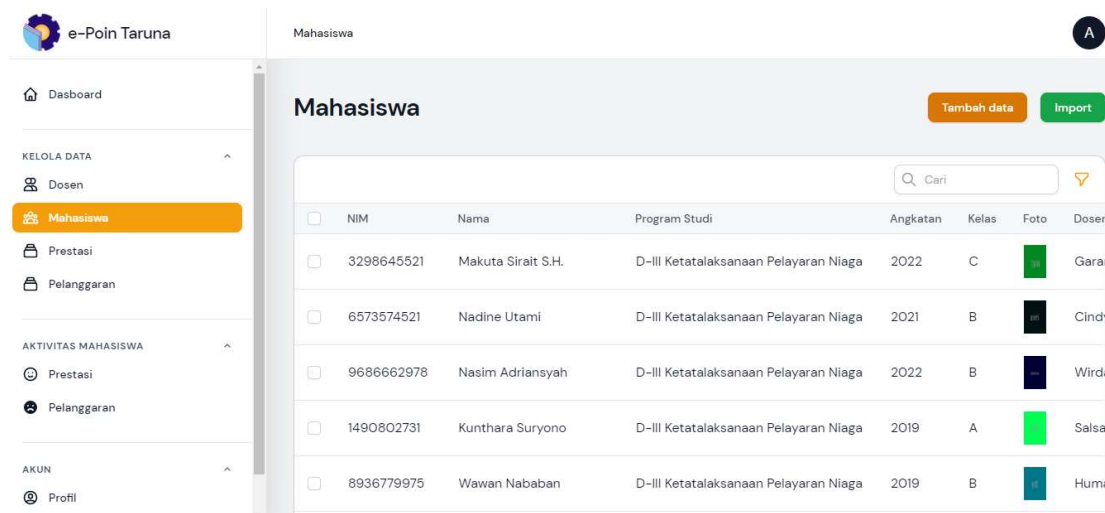 e-Poin Taruna
Mahasiswa
A
Dasboard
KELOLA DATA
Dosen
Mahasiswa
Prestasi
Pelanggaran
AKTIVITAS MAHASISWA
Prestasi
Pelanggaran
AKUN
Profil
Mahasiswa
Tambah data
Import
Cari
NIM Nama Program Studi Angkatan Kelas Foto Dosen
3298645521 Makuta Sirait S.H. D-III Ketatalaksanaan Pelayaran Niaga 2022 C
6573574521 Nadine Utami D-III Ketatalaksanaan Pelayaran Niaga 2021 B
9686662978 Nasim Adriansyah D-III Ketatalaksanaan Pelayaran Niaga 2022 B
1490802731 Kunthara Suryono D-III Ketatalaksanaan Pelayaran Niaga 2019 A
8936779975 Wawan Nababan D-III Ketatalaksanaan Pelayaran Niaga 2019 B